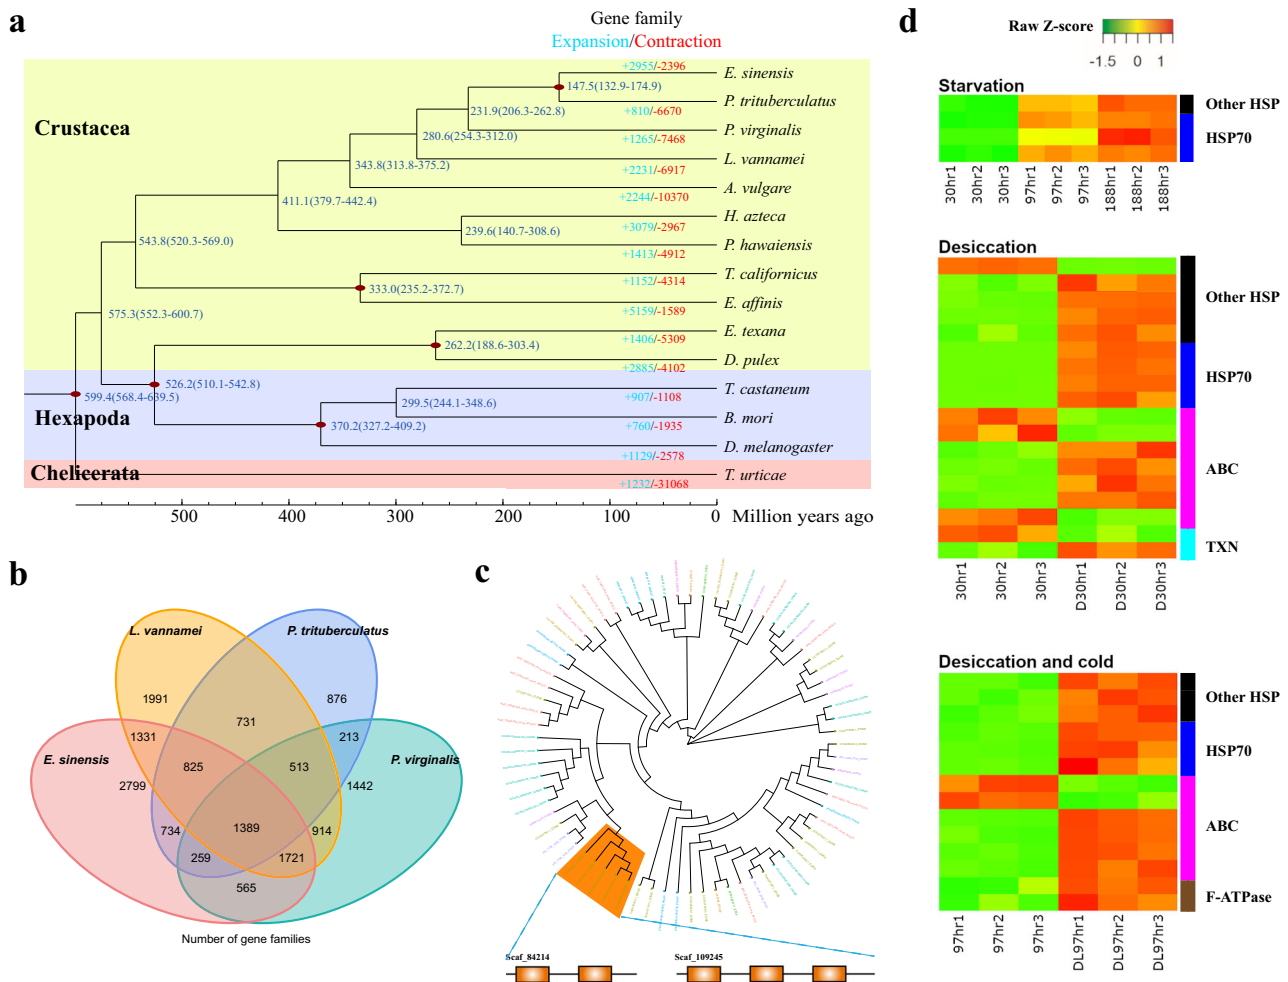 a
Gene family
Expansion/Contraction
Crustacea
Hexapoda
Chelicerata
+2955/-2396
E. sinensis
147.5(132.9-174.9)
P. trituberculatus
+810/-6670
231.9(206.3-262.8)
P. virginalis
+1265/-7468
280.6(254.3-312.0)
L. vannamei
+2231/-6917
343.8(313.8-375.2)
A. vulgare
+2244/-10370
411.1(379.7-442.4)
H. azteca
+3079/-2967
239.6(140.7-308.6)
543.8(520.3-569.0)
P. hawaiensis
+1413/-4912
T. californicus
+1152/-4314
333.0(235.2-372.7)
E. affinis
+5159/-1589
575.3(552.3-600.7)
E. texana
+1406/-5309
262.2(188.6-303.4)
D. pulex
+2885/-4102
526.2(510.1-542.8)
T. castaneum
599.4(568.4-639.5)
+907/-1108
299.5(244.1-348.6)
B. mori
+760/-1935
370.2(327.2-409.2)
D. melanogaster
+1129/-2578
T. urticae
+1232/-31068
500 400 300 200 100 0 Million years ago
b
L. vannamei
P. trituberculatus
E. sinensis
P. virginalis
1991
876
731
1331
213
825
513
2799
1442
734
1389
914
259
1721
565
Number of gene families
c
Scaf_84214
Scaf_109245
d
Raw Z-score
-1.5 0 1
Starvation
Other HSP
HSP70
30hr1 30hr2 30hr3 97hr1 97hr2 97hr3 188hr1 188hr2 188hr3
Desiccation
Other HSP
HSP70
ABC
TXN
30hr1 30hr2 30hr3 D30hr1 D30hr2 D30hr3
Desiccation and cold
Other HSP
HSP70
ABC
F-ATPase
97hr1 97hr2 97hr3 DL97hr1 DL97hr2 DL97hr3